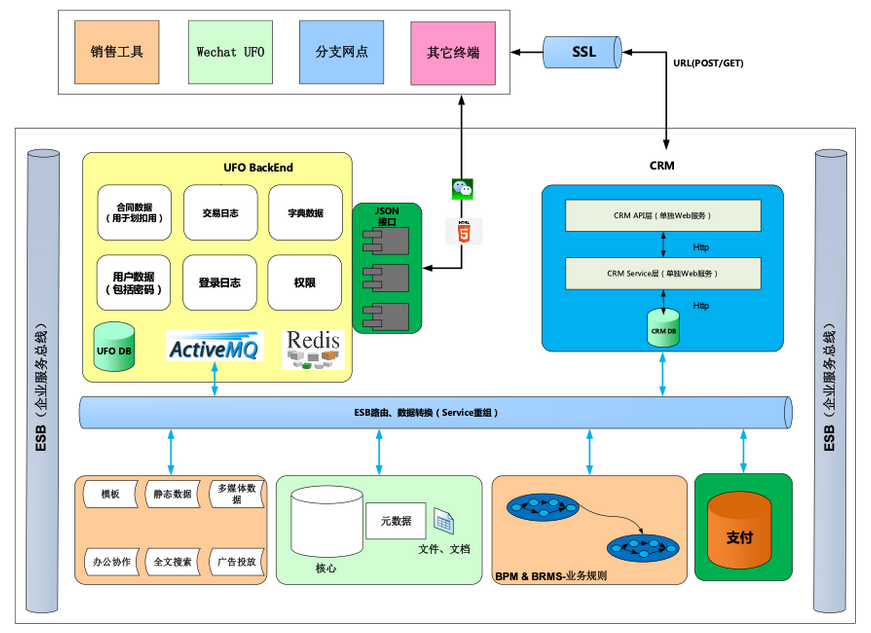 销售工具
Wechat UFO
分支网点
其它终端
SSL
URL(POST/GET)
CRM
UFO BackEnd
合同数据
（用于划扣用）
交易日志
字典数据
用户数据
（包括密码）
登录日志
权限
UFO DB
ActiveMQ
Redis
JSON
接口
HTML
5
CRM API层（单独Web服务）
Http
CRM Service层（单独Web服务）
Http
CRM DB
ESB（企业服务总线）
ESB（企业服务总线）
ESB路由、数据转换（Service重组）
模板
静态数据
多媒体数
据
办公协作
全文搜索
广告投放
元数据
文件、文档
核心
BPM & BRMS-业务规则
支付